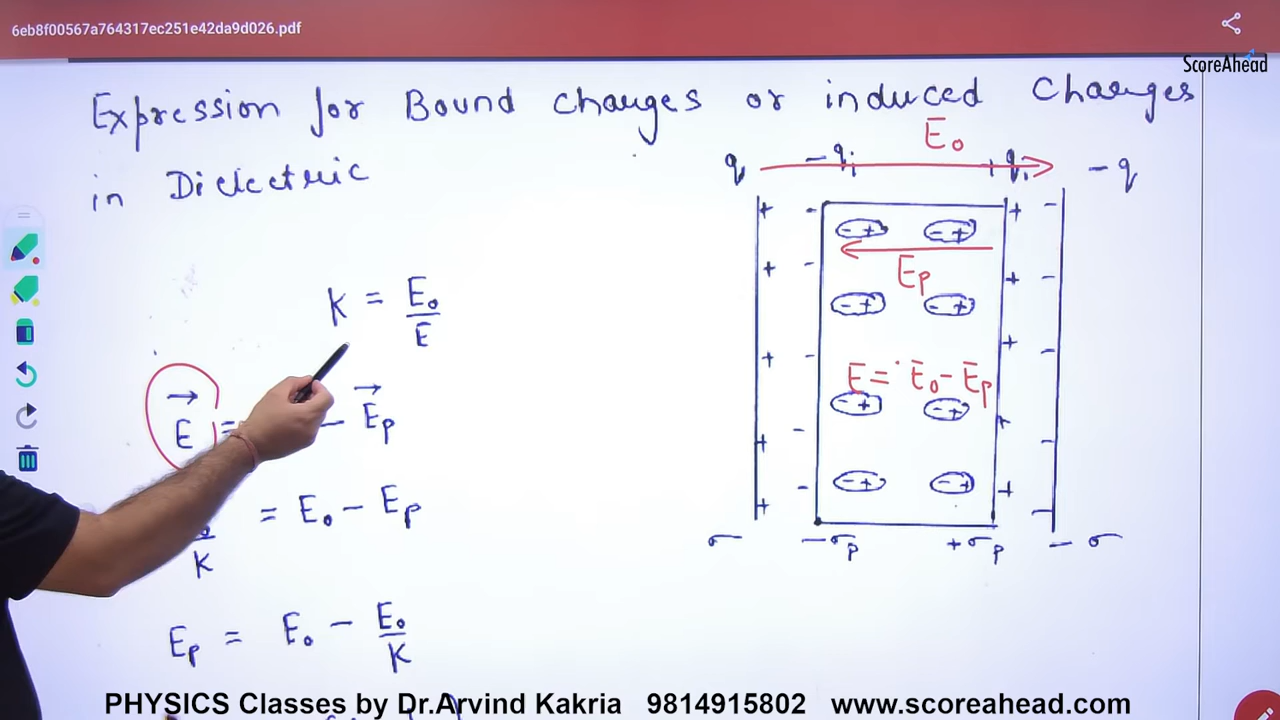 6eb8f00567a764317ec251e42da9d026.pdf
ScoreAhead
Expression for Bound charges or induced charges
in Dielectric
E₀
q -qᵢ +qᵢ -q
+ - - + - + + -
Eₚ
K = E₀/E
E = E₀ - Eₚ
E =
- Eₚ
K = E₀ - Eₚ
σ -σₚ +σₚ - σ
Eₚ = E₀ - E₀/K
PHYSICS Classes by Dr.Arvind Kakria 9814915802 www.scoreahead.com